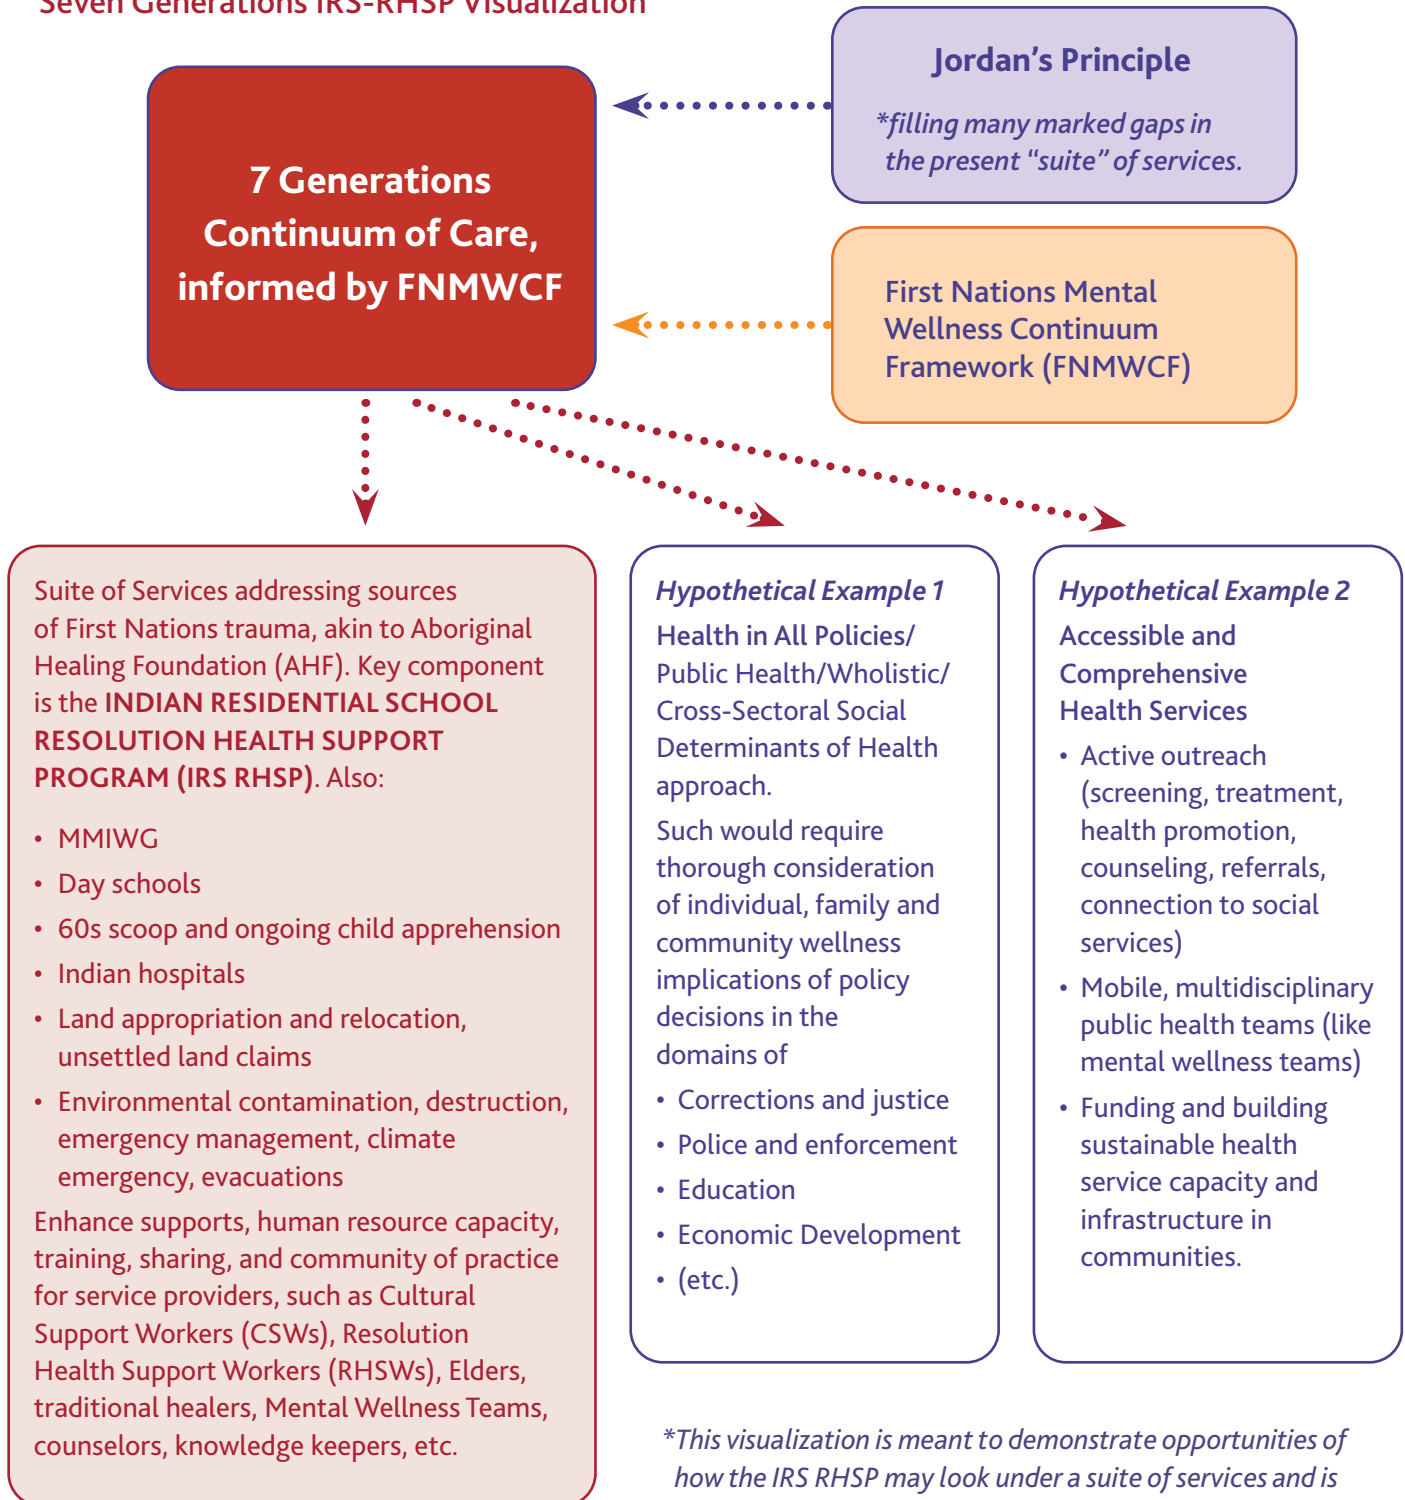 Seven Generations IRS-RHSP Visualization
7 Generations
Continuum of Care,
informed by FNMWCF
Jordan’s Principle
*filling many marked gaps in
the present “suite” of services.
First Nations Mental
Wellness Continuum
Framework (FNMWCF)
Suite of Services addressing sources
of First Nations trauma, akin to Aboriginal
Healing Foundation (AHF). Key component
is the INDIAN RESIDENTIAL SCHOOL
RESOLUTION HEALTH SUPPORT
PROGRAM (IRS RHSP). Also:
• MMIWG
• Day schools
• 60s scoop and ongoing child apprehension
• Indian hospitals
• Land appropriation and relocation,
unsettled land claims
• Environmental contamination, destruction,
emergency management, climate
emergency, evacuations
Enhance supports, human resource capacity,
training, sharing, and community of practice
for service providers, such as Cultural
Support Workers (CSWs), Resolution
Health Support Workers (RHSWs), Elders,
traditional healers, Mental Wellness Teams,
counselors, knowledge keepers, etc.
Hypothetical Example 1
Health in All Policies/
Public Health/Wholistic/
Cross-Sectoral Social
Determinants of Health
approach.
Such would require
thorough consideration
of individual, family and
community wellness
implications of policy
decisions in the
domains of
• Corrections and justice
• Police and enforcement
• Education
• Economic Development
• (etc.)
Hypothetical Example 2
Accessible and
Comprehensive
Health Services
• Active outreach
(screening, treatment,
health promotion,
counseling, referrals,
connection to social
services)
• Mobile, multidisciplinary
public health teams (like
mental wellness teams)
• Funding and building
sustainable health
service capacity and
infrastructure in
communities.
*This visualization is meant to demonstrate opportunities of
how the IRS RHSP may look under a suite of services and is